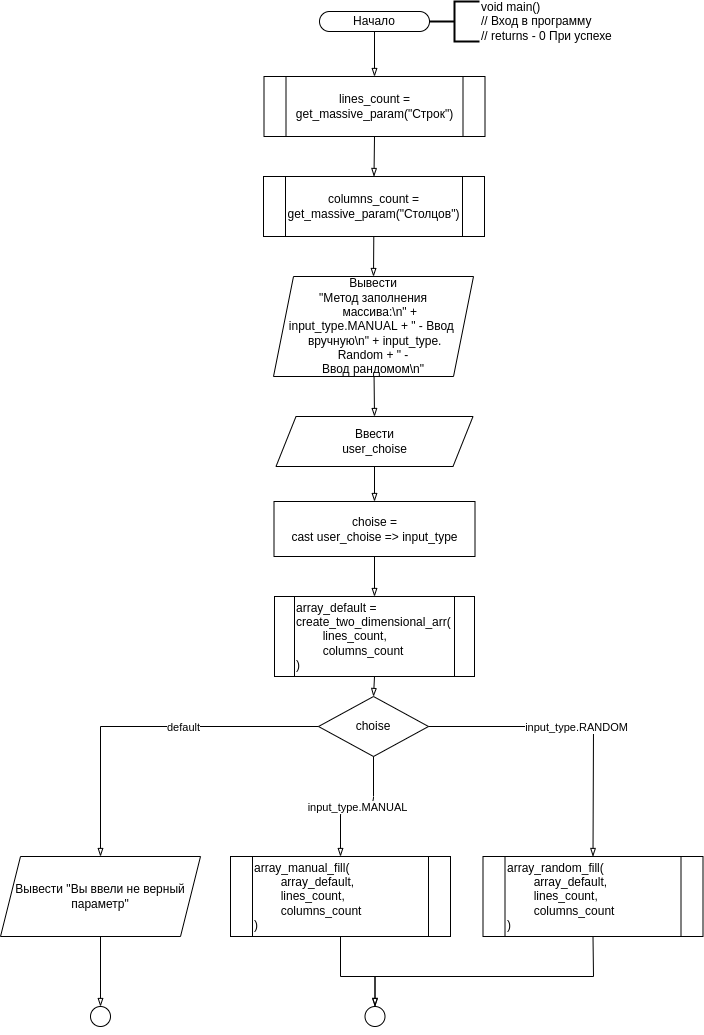 Начало
void main()
// Вход в программу
// returns - 0 При успехе
lines_count =
get_massive_param("Строк")
columns_count =
get_massive_param("Столцов")
Вывести
"Метод заполнения
массива:\n" +
input_type.MANUAL + " - Ввод
вручную\n" + input_type.
Random + " -
Ввод рандомом\n"
Ввести
user_choise
choise =
cast user_choise => input_type
array_default =
create_two_dimensional_arr(
lines_count,
columns_count
)
choise
default
input_type.RANDOM
input_type.MANUAL
Вывести "Вы ввели не верный
параметр"
array_manual_fill(
array_default,
lines_count,
columns_count
)
array_random_fill(
array_default,
lines_count,
columns_count
)